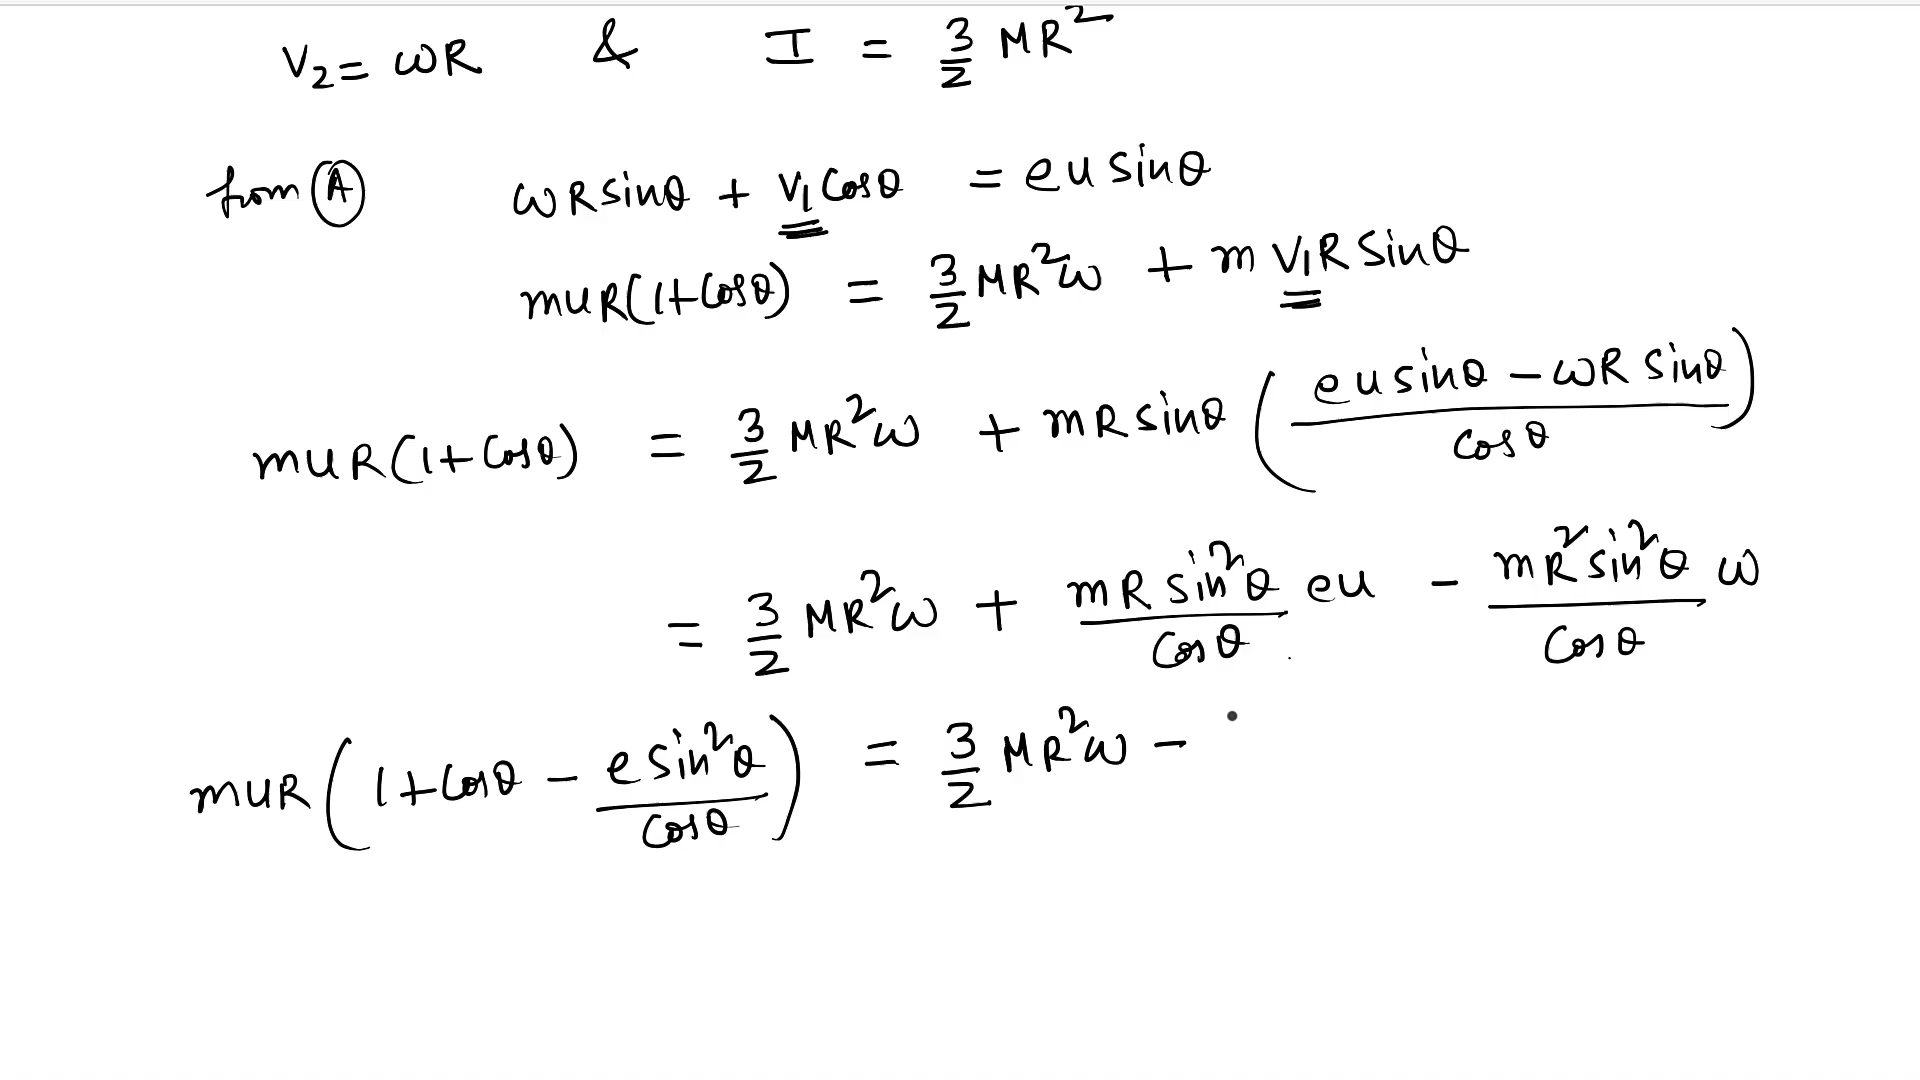 V₂ = ωR & I = 3/2 MR²
from (A) ωR sinθ + V₁ Cosθ = eu sinθ
muR(1+Cosθ) = 3/2 MR²ω + m V₁R Sinθ
muR(1+Cosθ) = 3/2 MR²ω + mR sinθ ((eu sinθ - ωR Sinθ)/Cosθ)
= 3/2 MR²ω + mR sin²θ/Cosθ eu - mR² sin²θ/Cosθ ω
muR(1+Cosθ - e Sin²θ/Cosθ) = 3/2 MR²ω -